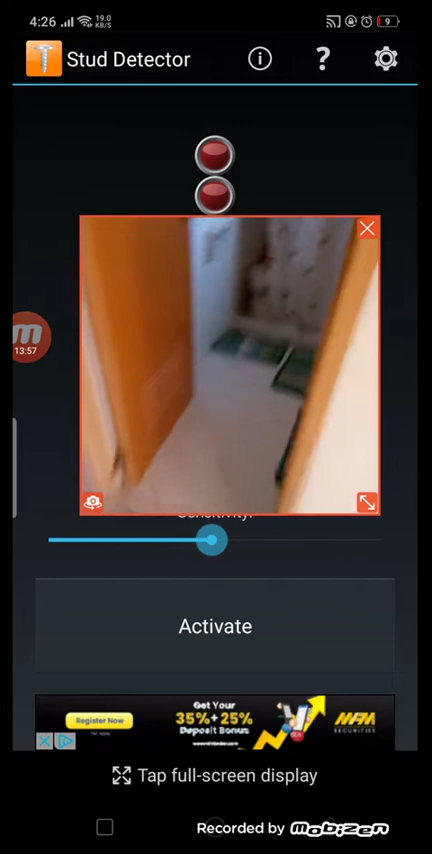 4:26 19.0 KB/S 9
Stud Detector i ?
13:57
Sensitivity:
Activate
Get Your
Register Now 35%+25% MFM
Deposit Bonus SECURITIES
Tap full-screen display
Recorded by mobizen